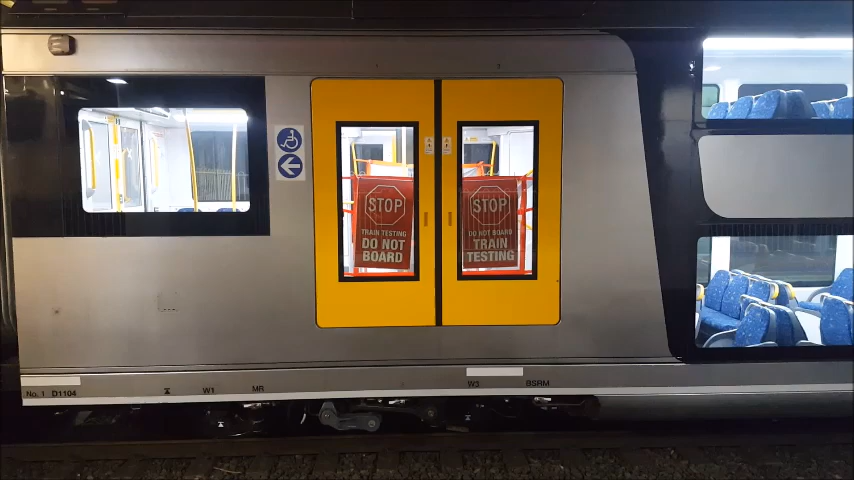 STOP
TRAIN TESTING
DO NOT
BOARD
STOP
DO NOT BOARD
TRAIN
TESTING
No. 1 D1104
W1
MR
W3
BSRM